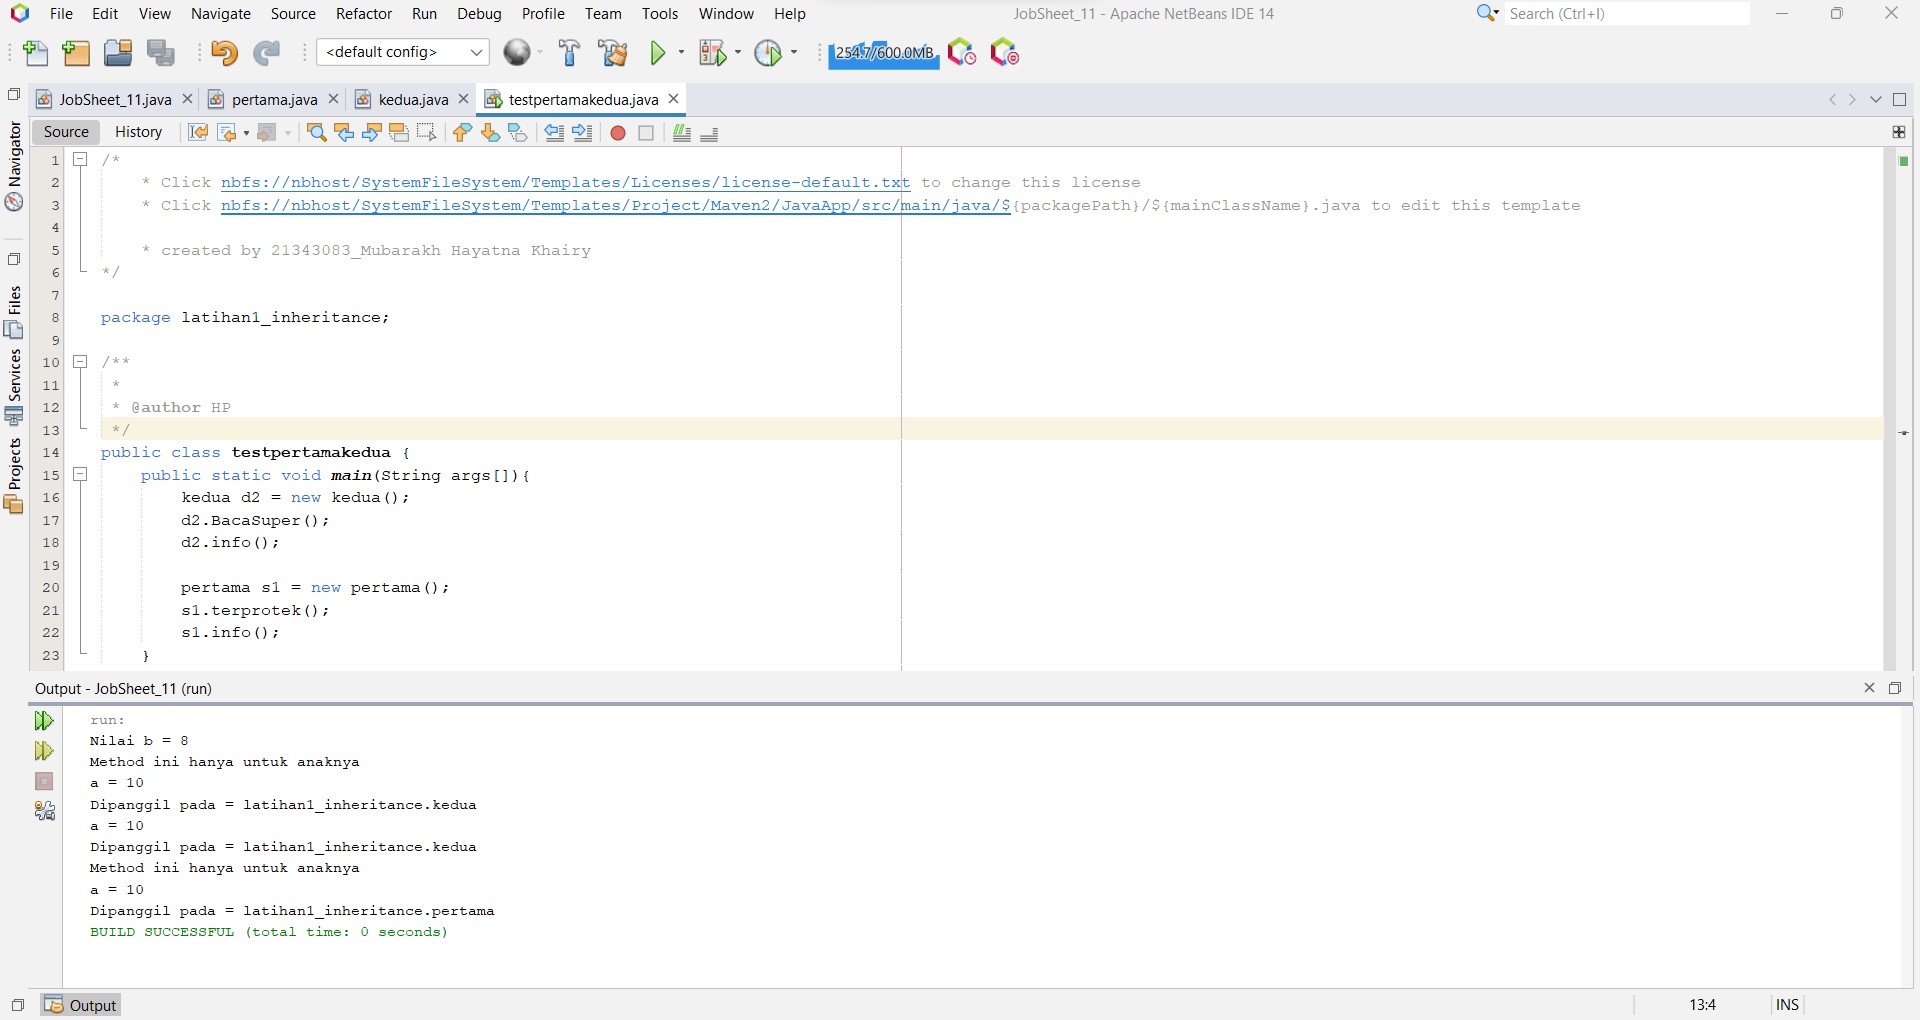 File Edit View Navigate Source Refactor Run Debug Profile Team Tools Window Help
JobSheet_11 - Apache NetBeans IDE 14
Search (Ctrl+I)
<default config>
254.7/600.0MB
JobSheet_11.java
pertama.java
kedua.java
testpertamakedua.java
Source
History
Navigator
Files
Services
Projects
1 /*
2 * Click nbfs://nbhost/SystemFileSystem/Templates/Licenses/license-default.txt to change this license
3 * Click nbfs://nbhost/SystemFileSystem/Templates/Project/Maven2/JavaApp/src/main/java/${packagePath}/${mainClassName}.java to edit this template
4
5 * created by 21343083_Mubarakh Hayatna Khairy
6 */
7
8 package latihan1_inheritance;
9
10 /**
11 *
12 * @author HP
13 */
14 public class testpertamakedua {
15 public static void main(String args[]){
16 kedua d2 = new kedua();
17 d2.BacaSuper();
18 d2.info();
19
20 pertama s1 = new pertama();
21 s1.terprotek();
22 s1.info();
23 }
Output - JobSheet_11 (run)
run:
Nilai b = 8
Method ini hanya untuk anaknya
a = 10
Dipanggil pada = latihan1_inheritance.kedua
a = 10
Dipanggil pada = latihan1_inheritance.kedua
Method ini hanya untuk anaknya
a = 10
Dipanggil pada = latihan1_inheritance.pertama
BUILD SUCCESSFUL (total time: 0 seconds)
Output
13:4
INS